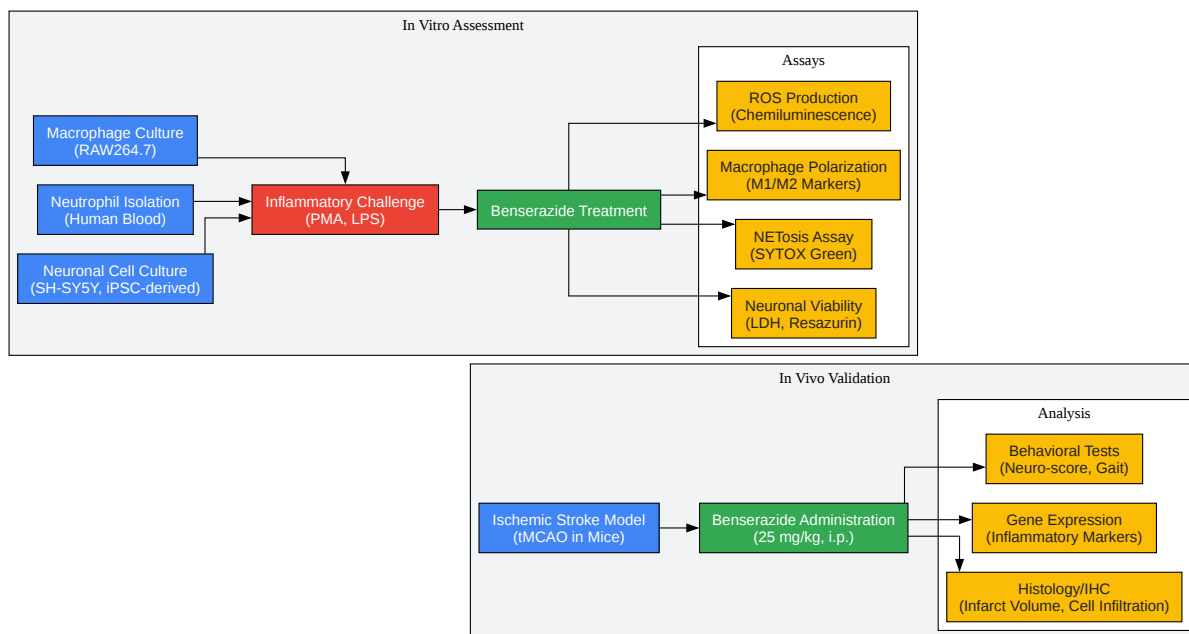 In Vitro Assessment
Assays
ROS Production
(Chemiluminescence)
Macrophage Culture
(RAW264.7)
Macrophage Polarization
(M1/M2 Markers)
Neutrophil Isolation
(Human Blood)
Inflammatory Challenge
(PMA, LPS)
Benserazide Treatment
NETosis Assay
(SYTOX Green)
Neuronal Cell Culture
(SH-SY5Y, iPSC-derived)
Neuronal Viability
(LDH, Resazurin)
In Vivo Validation
Analysis
Behavioral Tests
(Neuro-score, Gait)
Ischemic Stroke Model
(tMCAO in Mice)
Benserazide Administration
(25 mg/kg, i.p.)
Gene Expression
(Inflammatory Markers)
Histology/IHC
(Infarct Volume, Cell Infiltration)